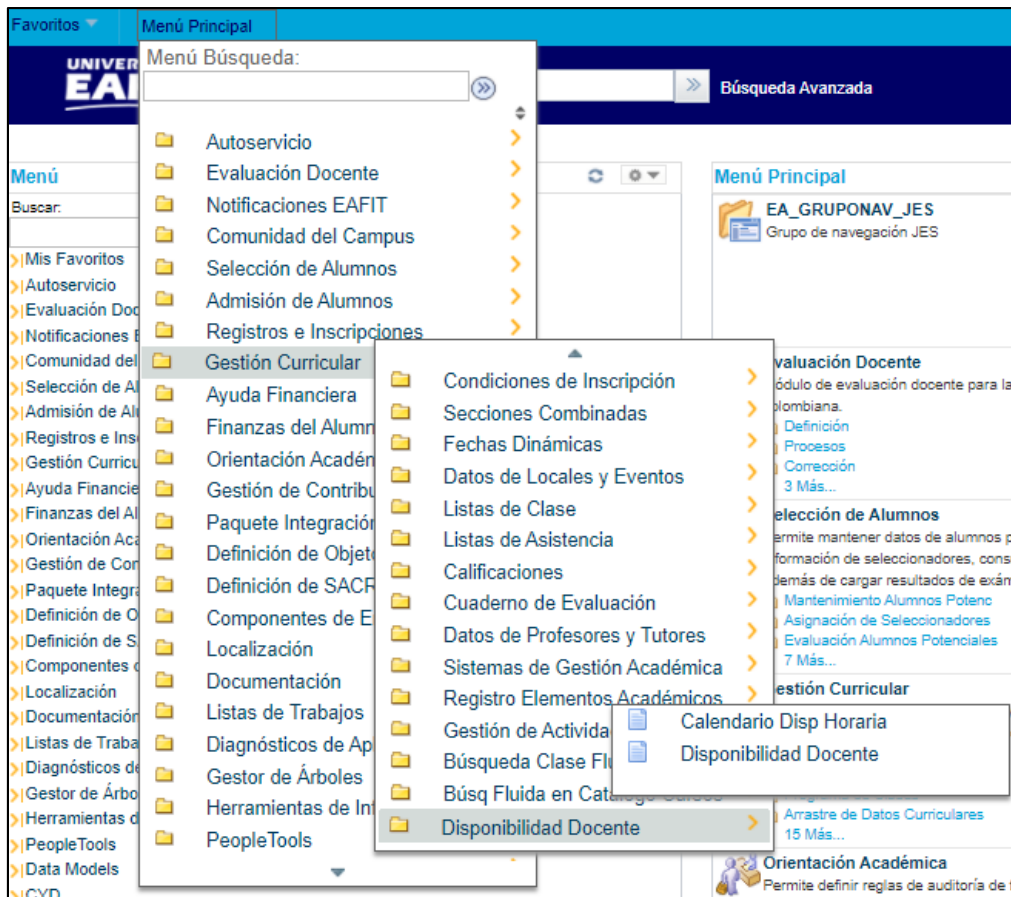 Favoritos
Menú Principal
UNIVER
EAI
Búsqueda Avanzada
Menú Búsqueda:
Autoservicio
Evaluación Docente
Notificaciones EAFIT
Comunidad del Campus
Selección de Alumnos
Admisión de Alumnos
Registros e Inscripciones
Gestión Curricular
Ayuda Financiera
Finanzas del Alumn
Orientación Académ
Gestión de Contribu
Paquete Integración
Definición de Objeto
Definición de SACR
Componentes de E
Localización
Documentación
Listas de Trabajos
Diagnósticos de Ap
Gestor de Árboles
Herramientas de Inf
PeopleTools
Condiciones de Inscripción
Secciones Combinadas
Fechas Dinámicas
Datos de Locales y Eventos
Listas de Clase
Listas de Asistencia
Calificaciones
Cuaderno de Evaluación
Datos de Profesores y Tutores
Sistemas de Gestión Académica
Registro Elementos Académicos
Gestión de Activida
Búsqueda Clase Flu
Búsq Fluida en Catálogo Cursos
Disponibilidad Docente
Calendario Disp Horaria
Disponibilidad Docente
Menú
Buscar:
Mis Favoritos
Autoservicio
Evaluación Doc
Notificaciones E
Comunidad del
Selección de Al
Admisión de Alu
Registros e Ins
Gestión Curricu
Ayuda Financie
Finanzas del Al
Orientación Aca
Gestión de Con
Paquete Integra
Definición de O
Definición de S
Componentes d
Localización
Documentación
Listas de Traba
Diagnósticos de
Gestor de Árbo
Herramientas d
PeopleTools
Data Models
CYD
Menú Principal
EA_GRUPONAV_JES
Grupo de navegación JES
valuación Docente
ódulo de evaluación docente para la
olombiana.
Definición
Procesos
Corrección
3 Más...
elección de Alumnos
ermite mantener datos de alumnos p
formación de seleccionadores, cons
demás de cargar resultados de exám
Mantenimiento Alumnos Potenc
Asignación de Seleccionadores
Evaluación Alumnos Potenciales
7 Más...
estión Curricular
Arrastre de Datos Curriculares
15 Más...
Orientación Académica
Permite definir reglas de auditoría de